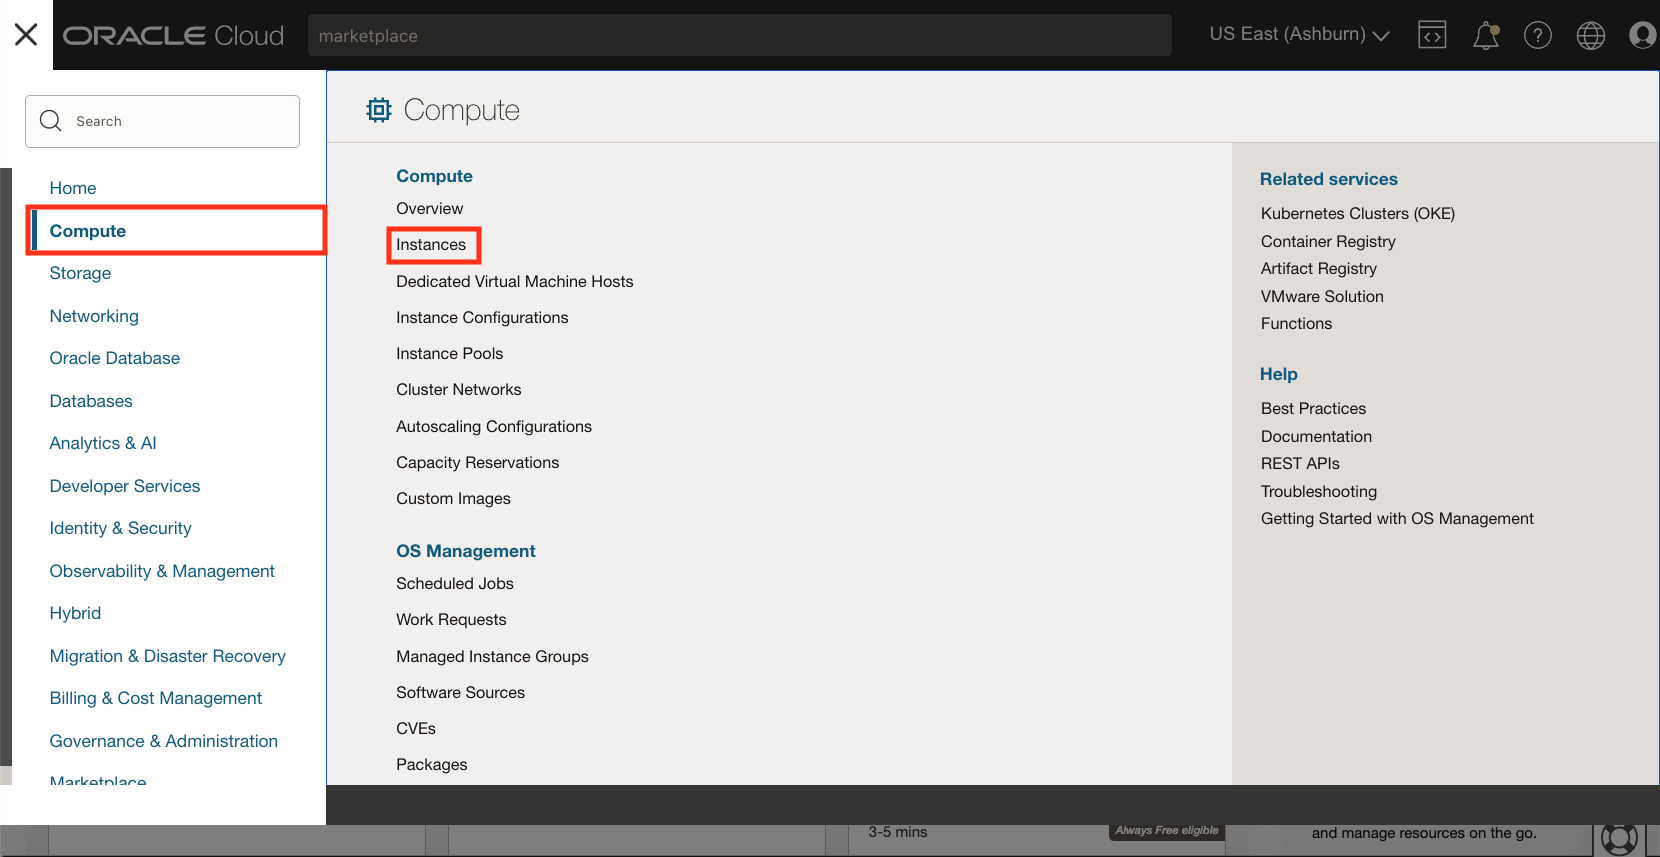 ORACLE Cloud
marketplace
US East (Ashburn)
Search
Home
Compute
Storage
Networking
Oracle Database
Databases
Analytics & AI
Developer Services
Identity & Security
Observability & Management
Hybrid
Migration & Disaster Recovery
Billing & Cost Management
Governance & Administration
Marketplace
Compute
Compute
Overview
Instances
Dedicated Virtual Machine Hosts
Instance Configurations
Instance Pools
Cluster Networks
Autoscaling Configurations
Capacity Reservations
Custom Images
OS Management
Scheduled Jobs
Work Requests
Managed Instance Groups
Software Sources
CVEs
Packages
Related services
Kubernetes Clusters (OKE)
Container Registry
Artifact Registry
VMware Solution
Functions
Help
Best Practices
Documentation
REST APIs
Troubleshooting
Getting Started with OS Management
3-5 mins
Always Free eligible
and manage resources on the go.